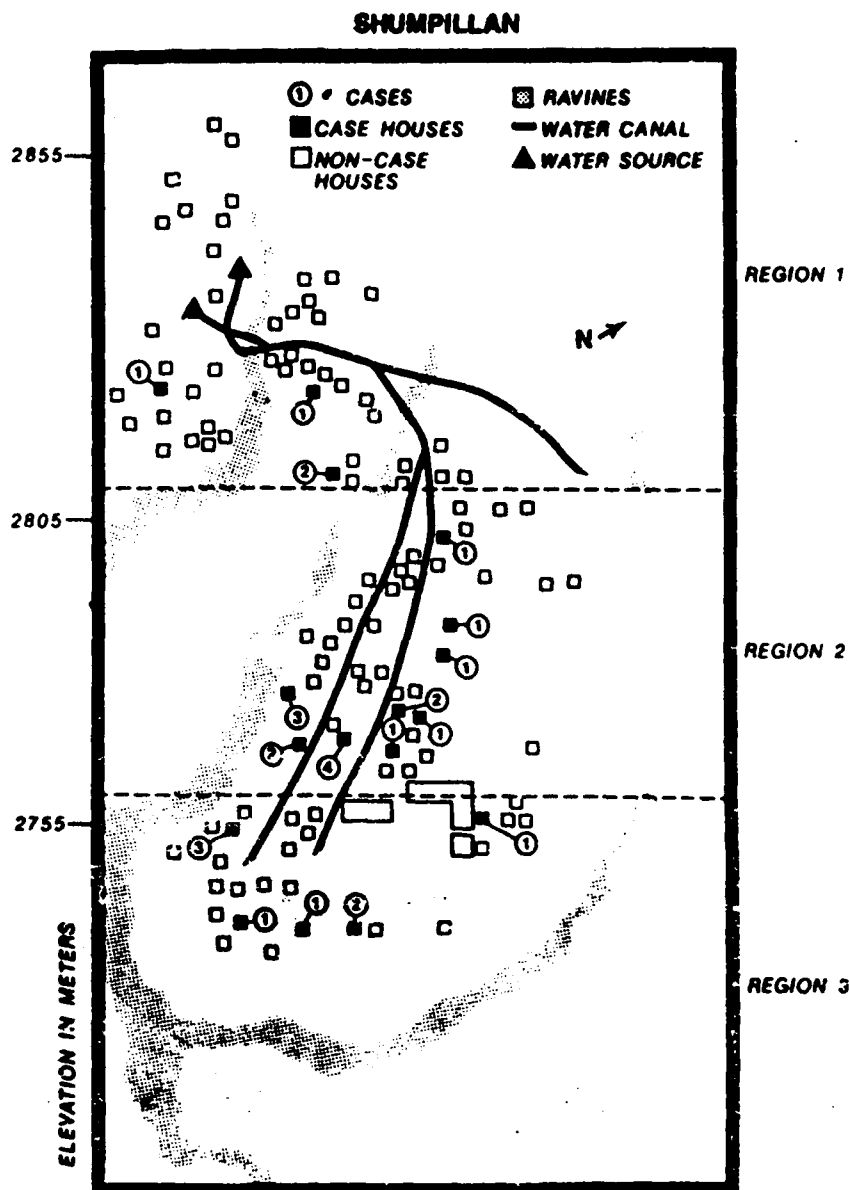 SHUMPILLAN
① • CASES
CASE HOUSES
NON-CASE
HOUSES
RAVINES
WATER CANAL
WATER SOURCE
2855
REGION 1
N
1
1
2
2805
1
1
1
REGION 2
3
2
1
1
2
4
2755
3
1
1
1
2
ELEVATION IN METERS
REGION 3